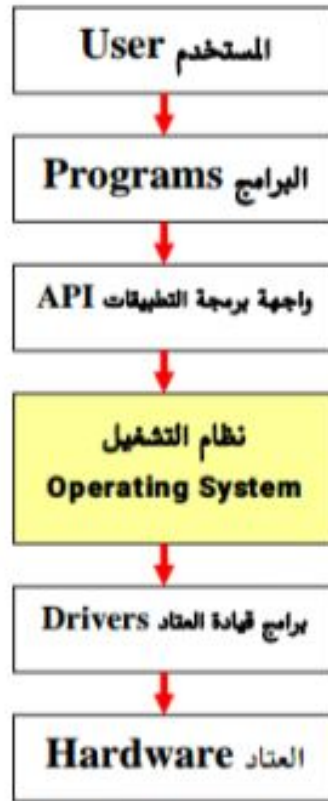 المستخدم User
البرامج Programs
واجهة برمجة التطبيقات API
نظام التشغيل
Operating System
برامج قيادة العتاد Drivers
العتاد Hardware